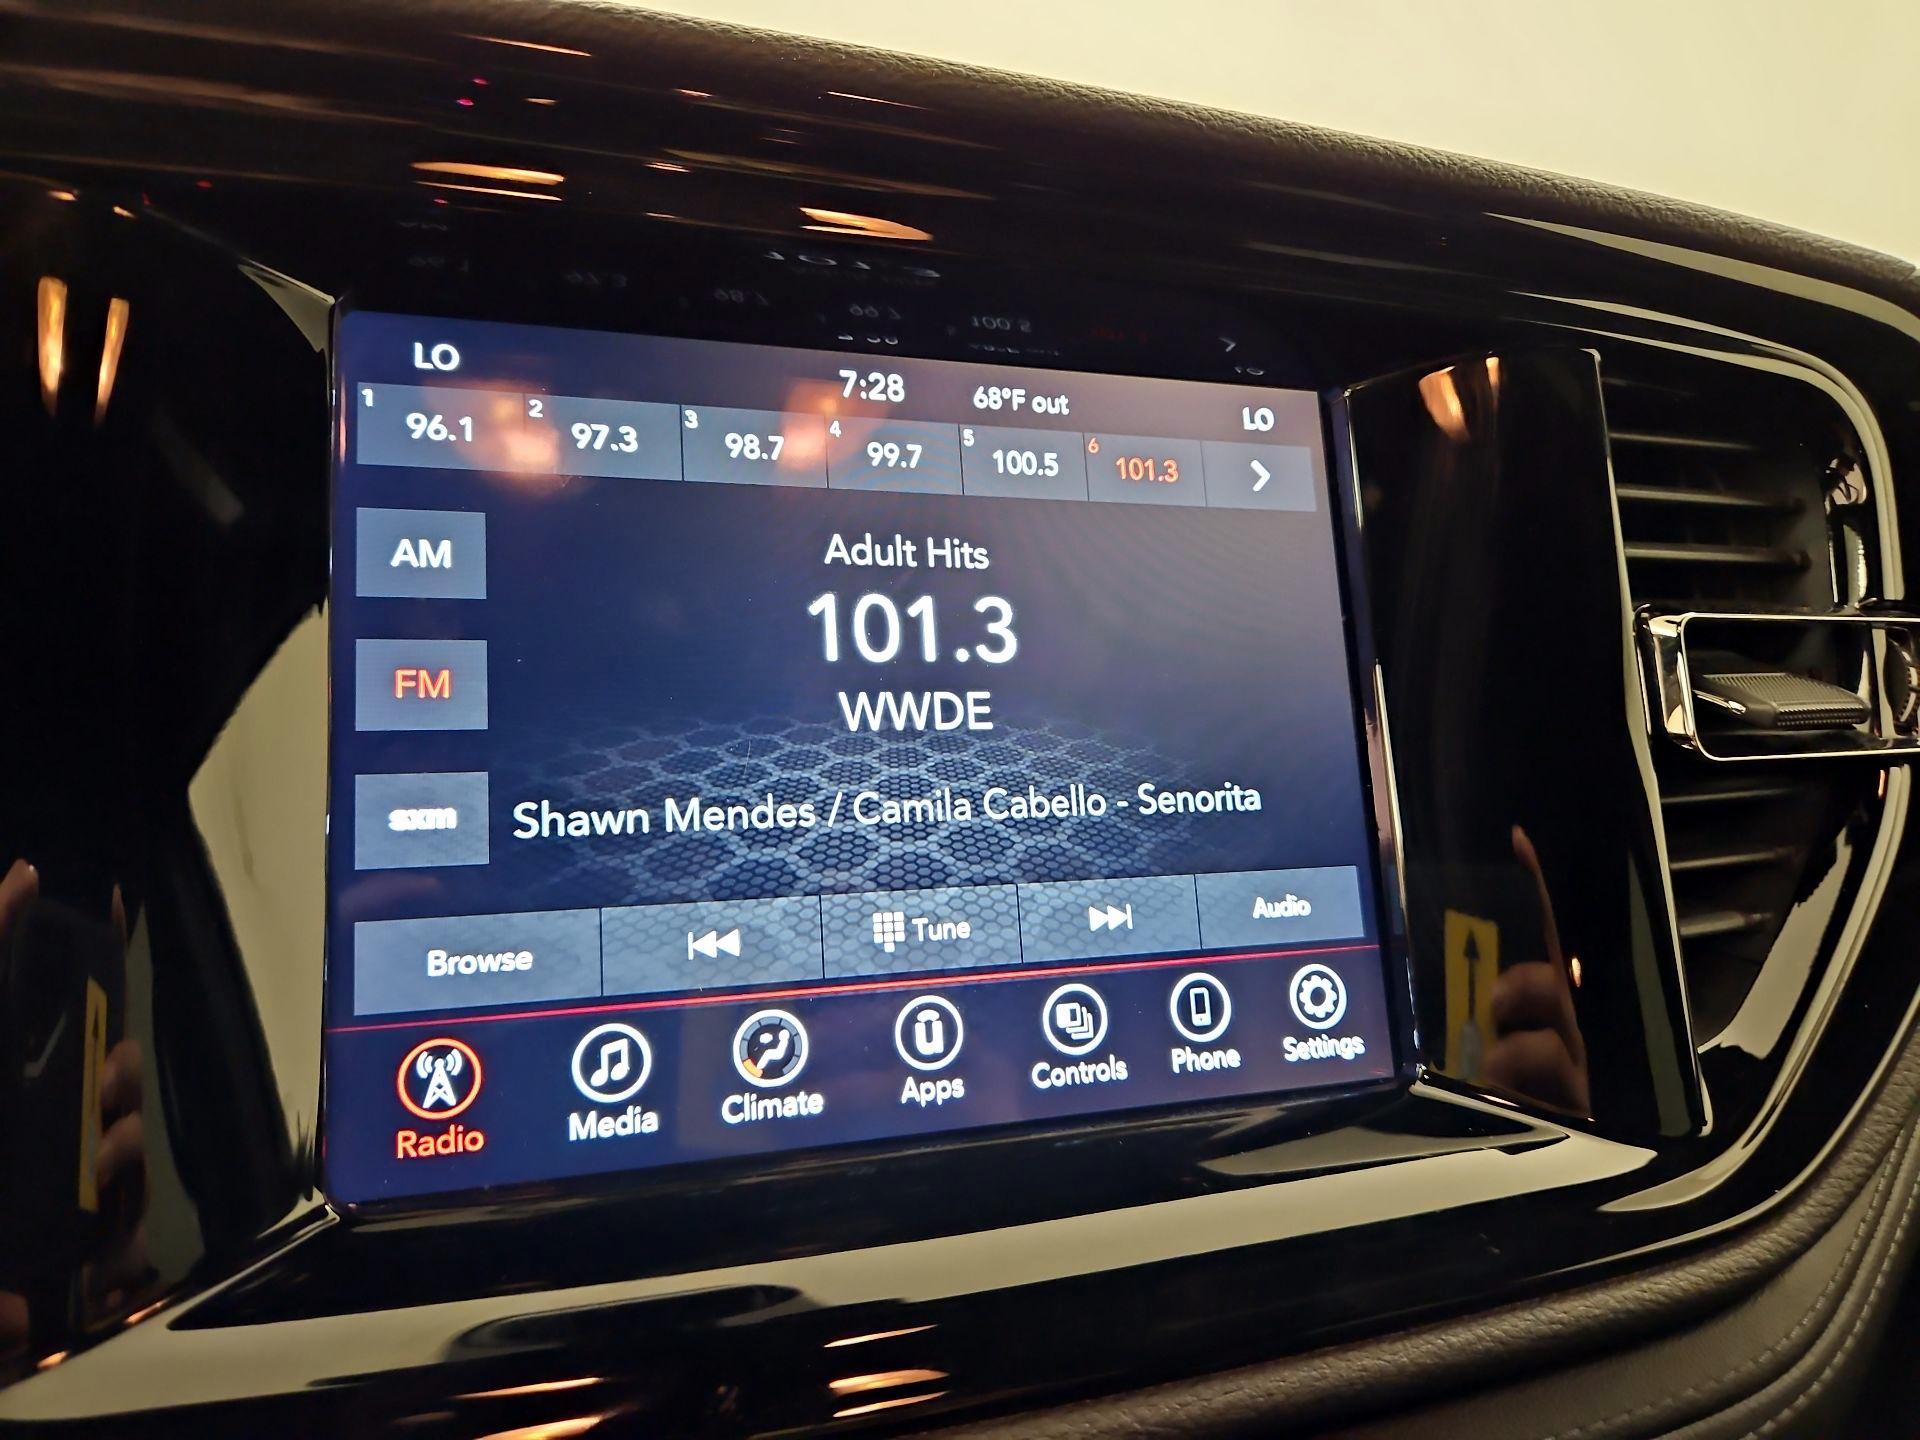 LO 7:28 68°F out LO
1 96.1 2 97.3 3 98.7 4 99.7 5 100.5 6 101.3
AM
Adult Hits
101.3
FM
WWDE
sxm
Shawn Mendes / Camila Cabello - Senorita
Browse Tune Audio
Radio Media Climate Apps Controls Phone Settings